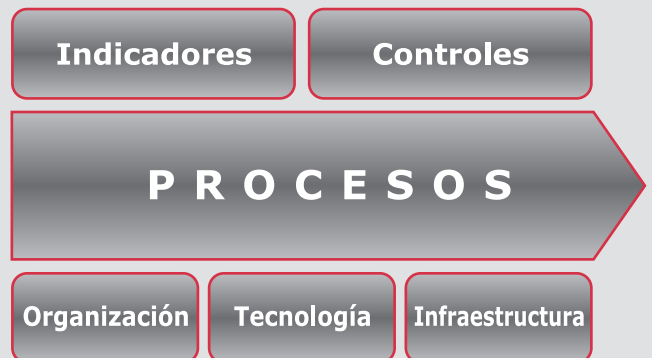 Indicadores Controles
P R O C E S O S
Organización Tecnología Infraestructura